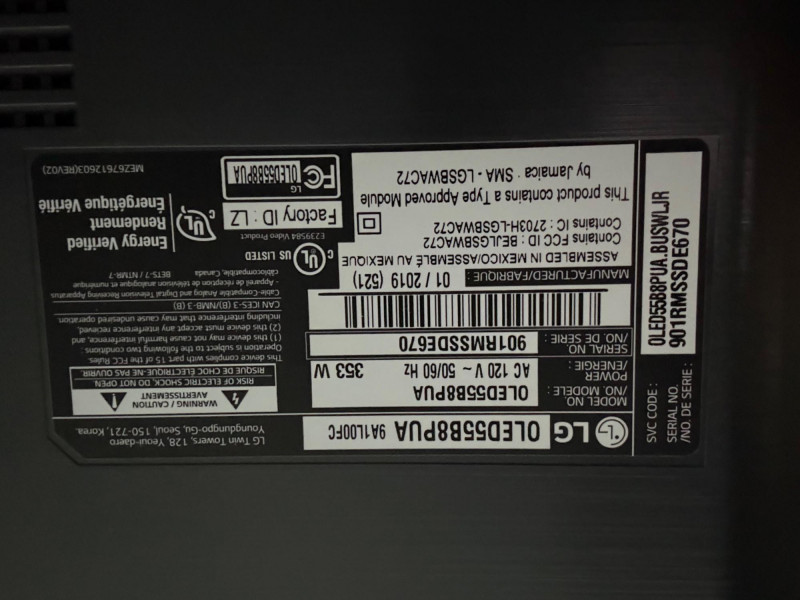 LG OLED55B8PUA 9A1L00FC
LG Twin Towers, 128, Yeoui-daero
Youngdungpo-Gu, Seoul, 150-721, Korea.
MODEL NO.
/NO. MODELE :
OLED55B8PUA
POWER
/ENERGIE :
AC 120 V ~ 50/60 Hz 353 W
SERIAL NO.
/NO. DE SERIE :
901RMSSDE670
MANUFACTURED/FABRIQUE : 01 / 2019 (521)
ASSEMBLED IN MEXICO/ASSEMBLÉ AU MEXIQUE
Contains FCC ID : BEJLGSBWAC72
Contains IC : 2703H-LGSBWAC72
This product contains a Type Approved Module
by Jamaica : SMA - LGSBWAC72
WARNING / CAUTION
AVERTISSEMENT
RISK OF ELECTRIC SHOCK, DO NOT OPEN.
RISQUE DE CHOC ELECTRIQUE-NE PAS OUVRIR.
This device complies with part 15 of the FCC Rules.
Operation is subject to the following two conditions :
(1) this device may not cause harmful interference, and
(2) this device must accept any interference recieved,
including interference that may cause undesired operation.
CAN ICES-3 (B)/NMB-3 (B)
Cable-Compatible Analog and Digital Television Receiving Apparatus
- Appareil de réception de télévision de tonalogique et numérique
câblocompatible, Canada
BETS-7 / NTMR-7
C UL US LISTED
E239584 Video Product
Factory ID : LZ
FC LG
OLED55B8PUA
C UL
Energy Verified
Rendement
Énergétique Vérifié
MEZ67612603(REV02)
SVC CODE :
OLED55B8PUA.BUSWLJR
SERIAL NO.
/NO. DE SERIE :
901RMSSDE670